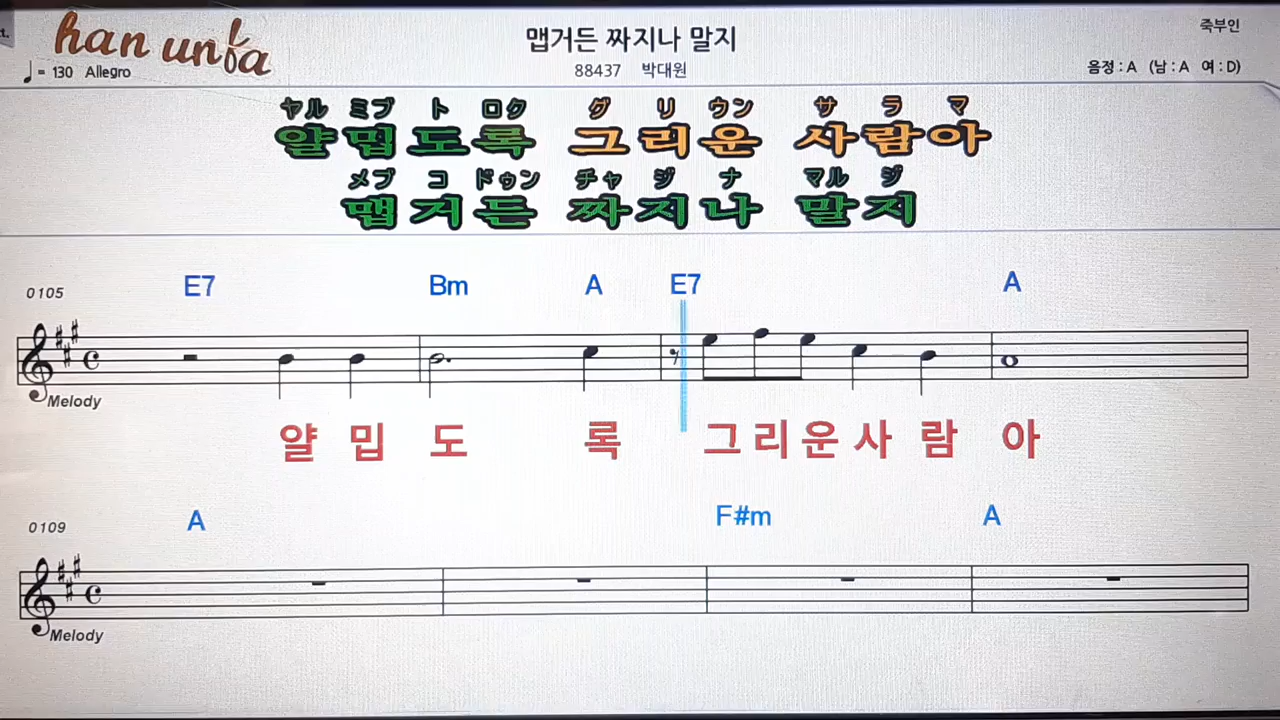 t.
han unba
맵거든 짜지나 말지
죽부인
♩= 130 Allegro
88437 박대원
음정 : A (남 : A 여 : D)
ヤル ミブ ト ロク グ リ ウン サ ラ マ
얄밉도록 그리운 사람아
メブ コ ドゥン チャ ジ ナ マル ジ
맵거든 짜지나 말지
E7 Bm A E7 A
0105
Melody
얄 밉 도 록 그 리 운 사 람 아
A F#m A
0109
Melody